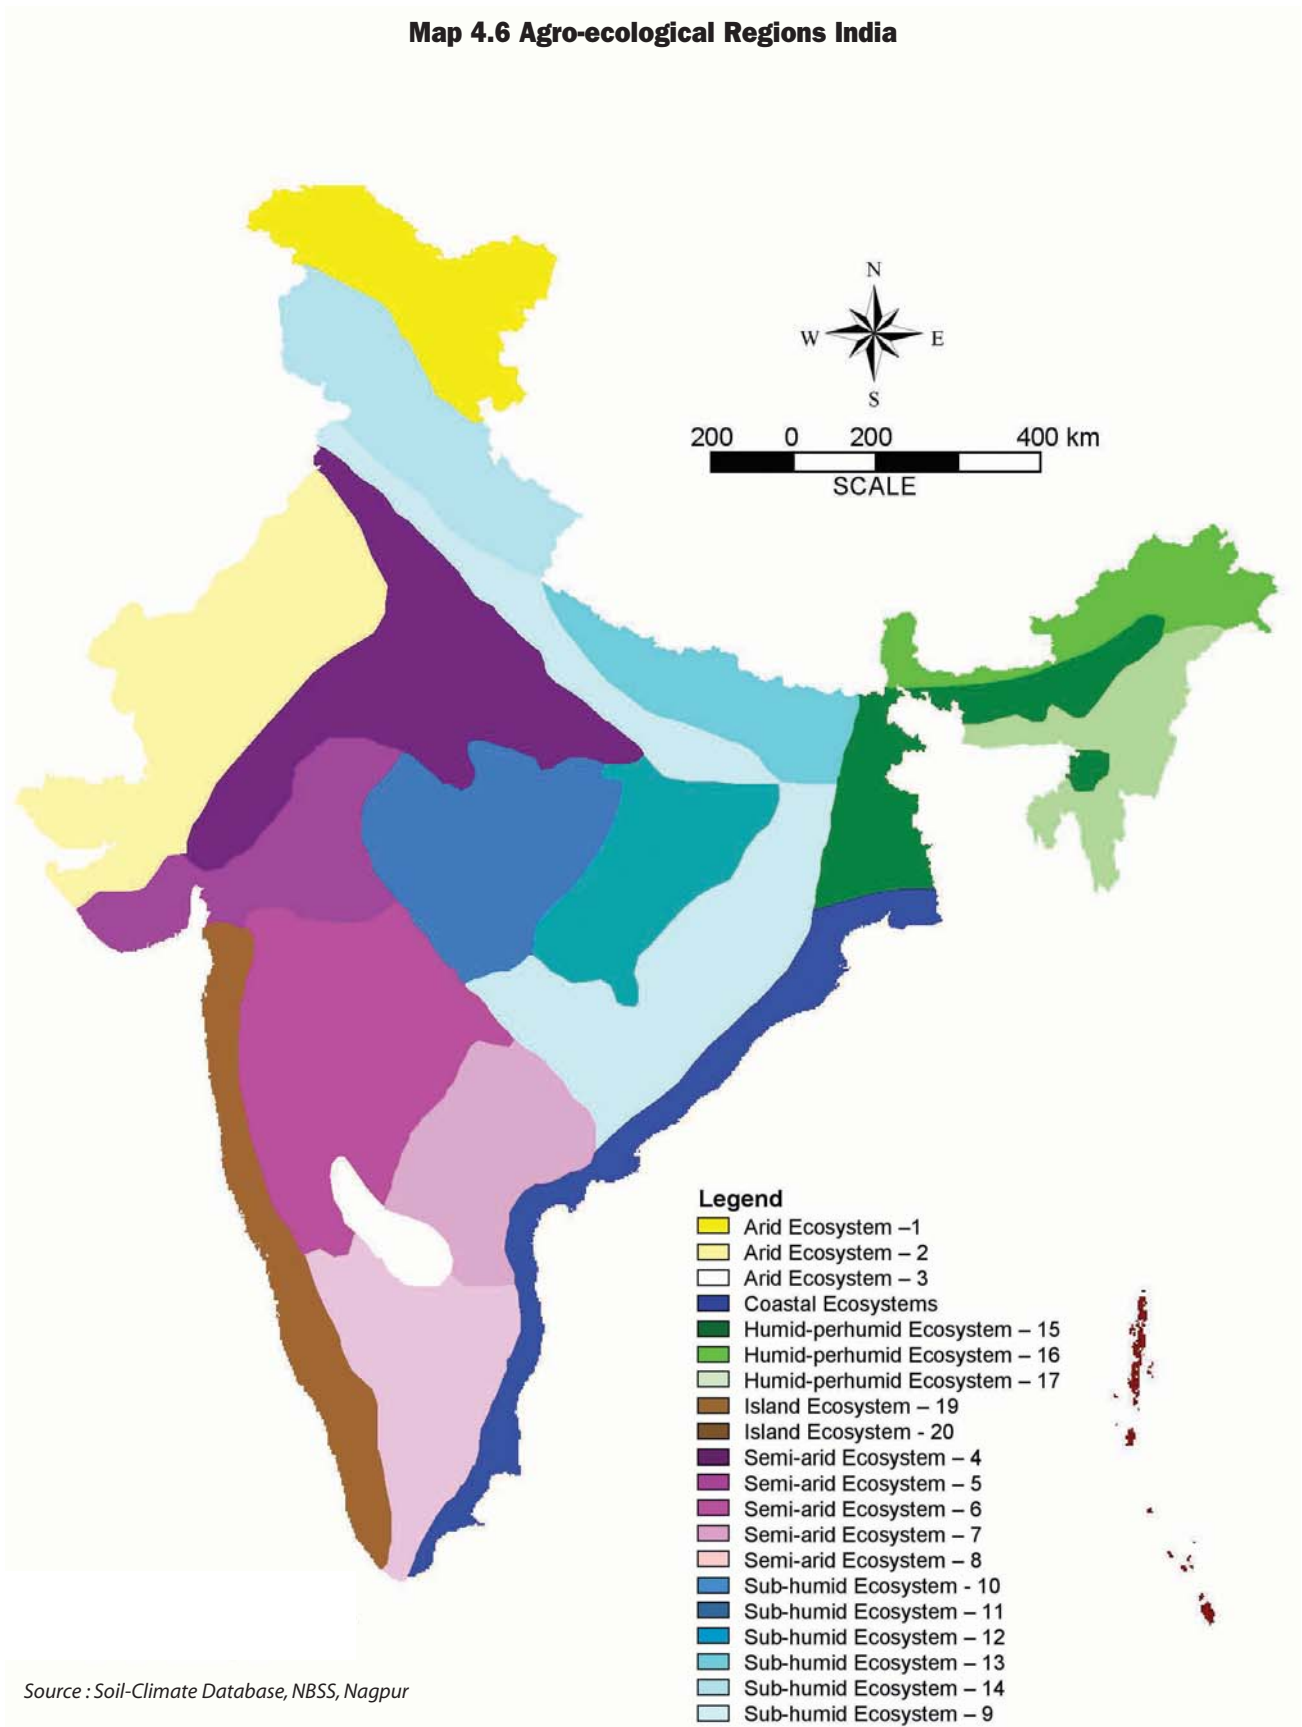 Map 4.6 Agro-ecological Regions India
N
W E
S
200 0 200 400 km
SCALE
Legend
Arid Ecosystem –1
Arid Ecosystem – 2
Arid Ecosystem – 3
Coastal Ecosystems
Humid-perhumid Ecosystem – 15
Humid-perhumid Ecosystem – 16
Humid-perhumid Ecosystem – 17
Island Ecosystem – 19
Island Ecosystem - 20
Semi-arid Ecosystem – 4
Semi-arid Ecosystem – 5
Semi-arid Ecosystem – 6
Semi-arid Ecosystem – 7
Semi-arid Ecosystem – 8
Sub-humid Ecosystem - 10
Sub-humid Ecosystem – 11
Sub-humid Ecosystem – 12
Sub-humid Ecosystem – 13
Sub-humid Ecosystem – 14
Sub-humid Ecosystem – 9
Source : Soil-Climate Database, NBSS, Nagpur